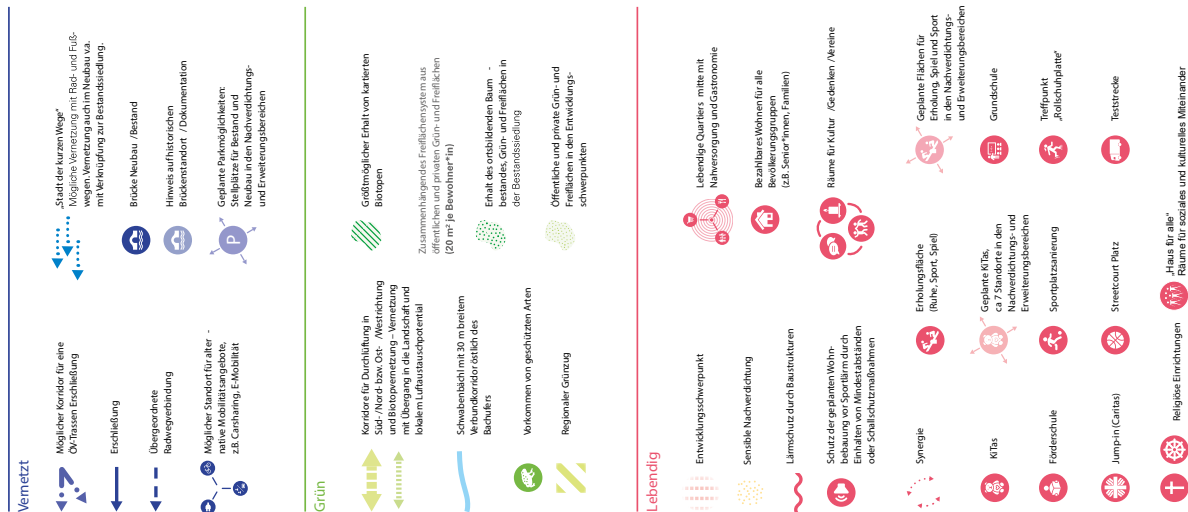 Vernetzt
Möglicher Korridor für eine
ÖV-Trassen Erschließung
Erschließung
Übergeordnete
Radwegverbindung
Möglicher Standort für alter -
native Mobilitätsangebote,
z.B. Carsharing, E-Mobilität
„Stadt der kurzen Wege“
Mögliche Vernetzung mit Rad- und Fuß-
wegen. Vernetzung auch im Neubau v.a.
mit Verknüpfung zur Bestandssiedlung.
Brücke Neubau /Bestand
Hinweis auf historischen
Brückenstandort /Dokumentation
P
Geplante Parkmöglichkeiten:
Stellplätze für Bestand und
Neubau in den Nachverdichtungs-
und Erweiterungsbereichen
Grün
Korridore für Durchlüftung in
Süd- /Nord- bzw. Ost- /Westrichtung
und Biotopvernetzung – Vernetzung
mit Übergang in die Landschaft und
lokalem Luftaustauschpotential
Schwabenbächl mit 30 m breitem
Verbundkorridor östlich des
Bachufers
Vorkommen von geschützten Arten
Regionaler Grünzug
Größtmöglicher Erhalt von kartierten
Biotopen
Zusammenhängendes Freiflächensystem aus
öffentlichen und privaten Grün- und Freiflächen
(20 m² je Bewohner*in)
Erhalt des ortsbildenden Baum -
bestandes, Grün- und Freiflächen in
der Bestandssiedlung
Öffentliche und private Grün- und
Freiflächen in den Entwicklungs-
schwerpunkten
Lebendig
Entwicklungsschwerpunkt
Sensible Nachverdichtung
Lärmschutz durch Baustrukturen
Schutz der geplanten Wohn-
bebauung vor Sportlärm durch
Einhalten von Mindestabständen
oder Schallschutzmaßnahmen
Lebendige Quartiers mitte mit
Nahversorgung und Gastronomie
Bezahlbares Wohnen für alle
Bevölkerungsgruppen
(z.B. Senior*innen, Familien)
Räume für Kultur /Gedenken /Vereine
Synergie
KiTas
Förderschule
Jump-in (Caritas)
Religiöse Einrichtungen
Erholungsfläche
(Ruhe, Sport, Spiel)
Geplante KiTas,
ca 7 Standorte in den
Nachverdichtungs- und
Erweiterungsbereichen
Sportplatzsanierung
Streetcourt Platz
„Haus für alle“
Räume für soziales und kulturelles Miteinander
Geplante Flächen für
Erholung, Spiel und Sport
in den Nachverdichtungs-
und Erweiterungsbereichen
Grundschule
Treffpunkt
„Rollschuhplatte“
Teststrecke